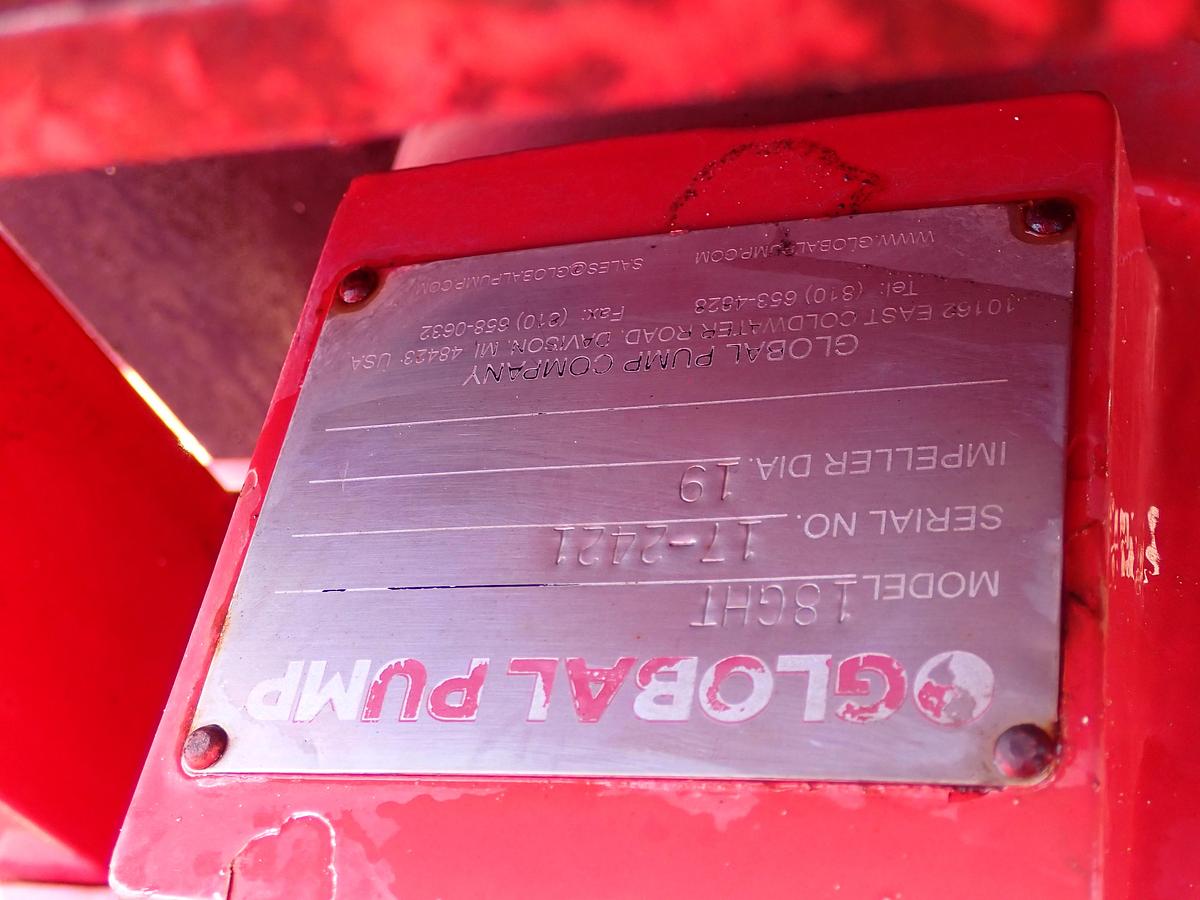 GLOBAL PUMP
MODEL 18GHT
SERIAL NO. 17-2421
IMPELLER DIA. 19
GLOBAL PUMP COMPANY
10162 EAST COLDWATER ROAD, DAVISON, MI, 48423 USA
Tel: (810) 653-4828 Fax: (810) 658-0632
WWW.GLOBALPUMP.COM SALES@GLOBALPUMP.COM